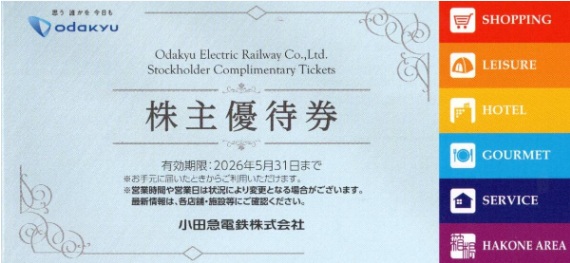 思う 誰かを 今日も
odakyu
Odakyu Electric Railway Co.,Ltd.
Stockholder Complimentary Tickets
株主優待券
有効期限:2026年5月31日まで
※お手元に届いたときからご利用いただけます。
※営業時間や営業日は状況により変更となる場合がございます。
最新情報は、各店舗・施設等にご確認ください。
小田急電鉄株式会社
SHOPPING
LEISURE
HOTEL
GOURMET
SERVICE
箱根
HAKONE AREA